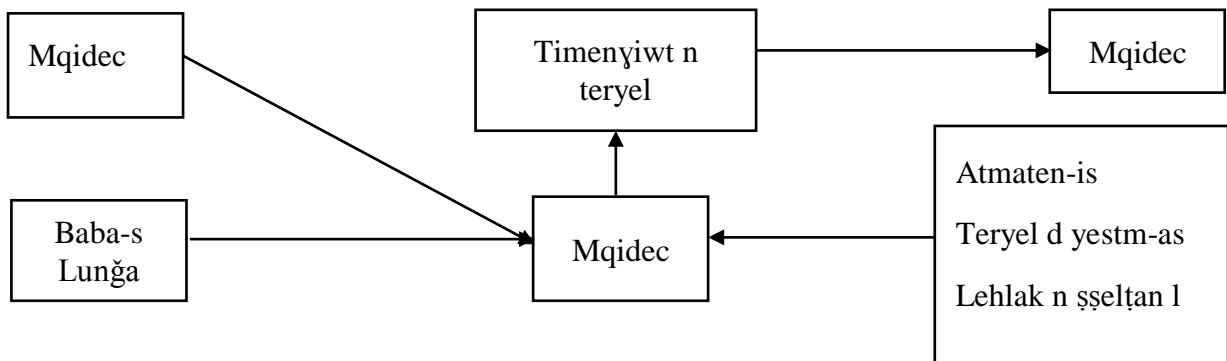 Mqidec
Timenɣiwt n
teryel
Mqidec
Baba-s
Lunǧa
Mqidec
Atmaten-is
Teryel d yestm-as
Lehlak n ṣṣelṭan l